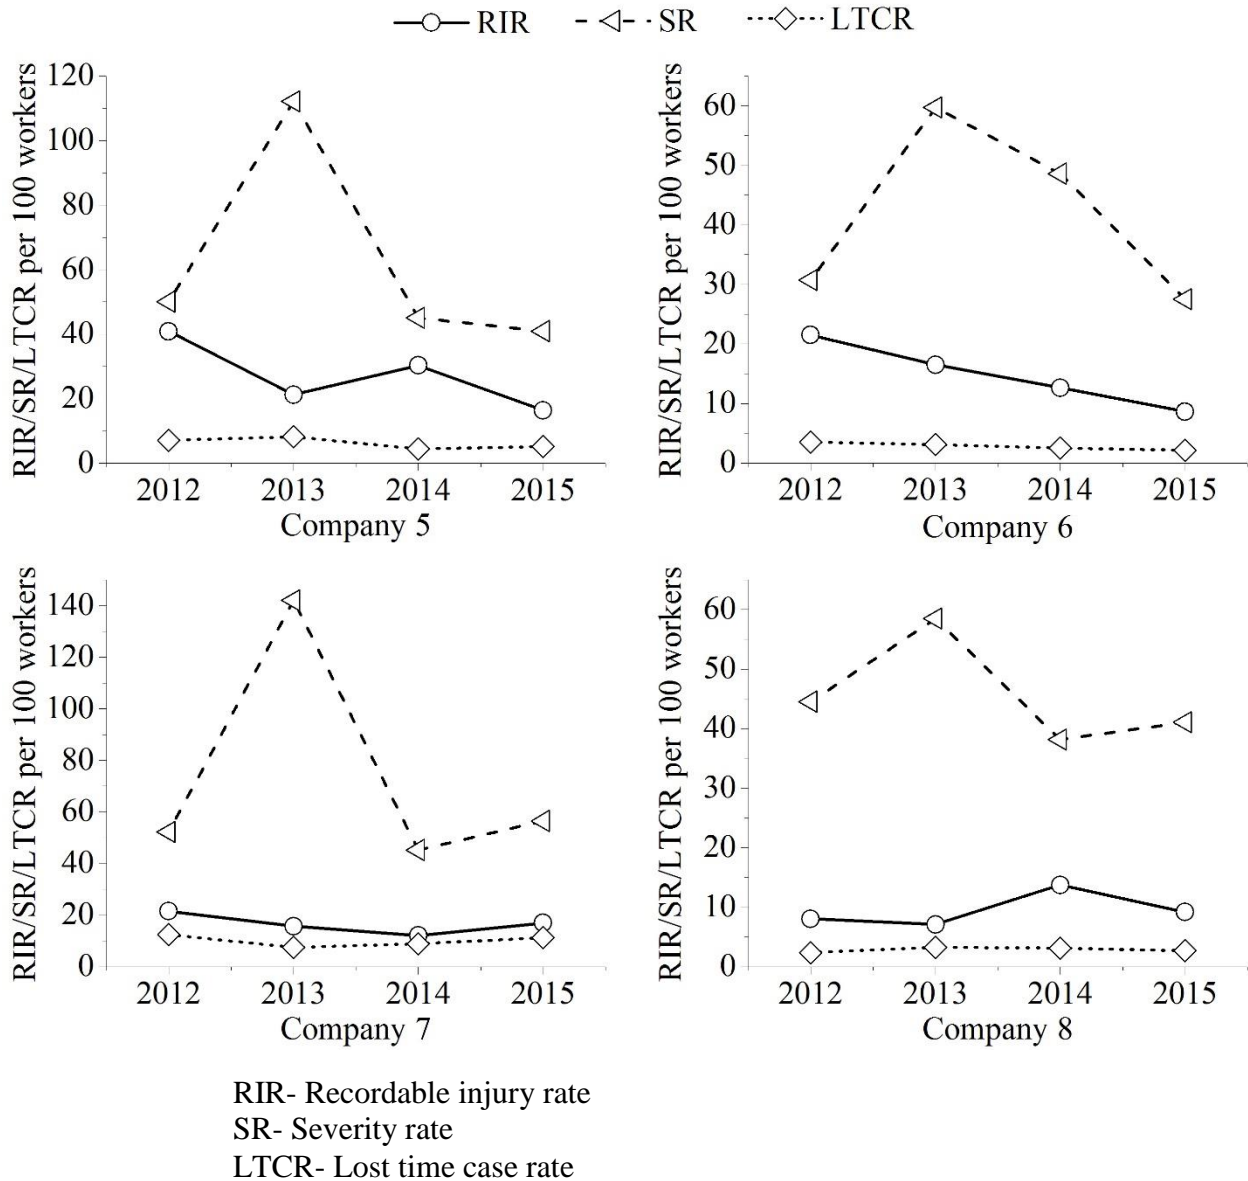 RIR SR LTCR
RIR/SR/LTCR per 100 workers
120
100
80
60
40
20
0
2012 2013 2014 2015
Company 5
RIR/SR/LTCR per 100 workers
60
50
40
30
20
10
0
2012 2013 2014 2015
Company 6
RIR/SR/LTCR per 100 workers
140
120
100
80
60
40
20
0
2012 2013 2014 2015
Company 7
RIR/SR/LTCR per 100 workers
60
50
40
30
20
10
0
2012 2013 2014 2015
Company 8
RIR- Recordable injury rate
SR- Severity rate
LTCR- Lost time case rate